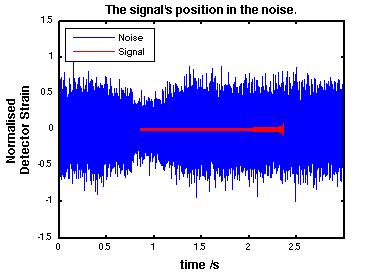 The signal's position in the noise.
Noise
Signal
Normalised
Detector Strain
1.5
1
0.5
0
-0.5
-1
-1.5
0 0.5 1 1.5 2 2.5
time /s